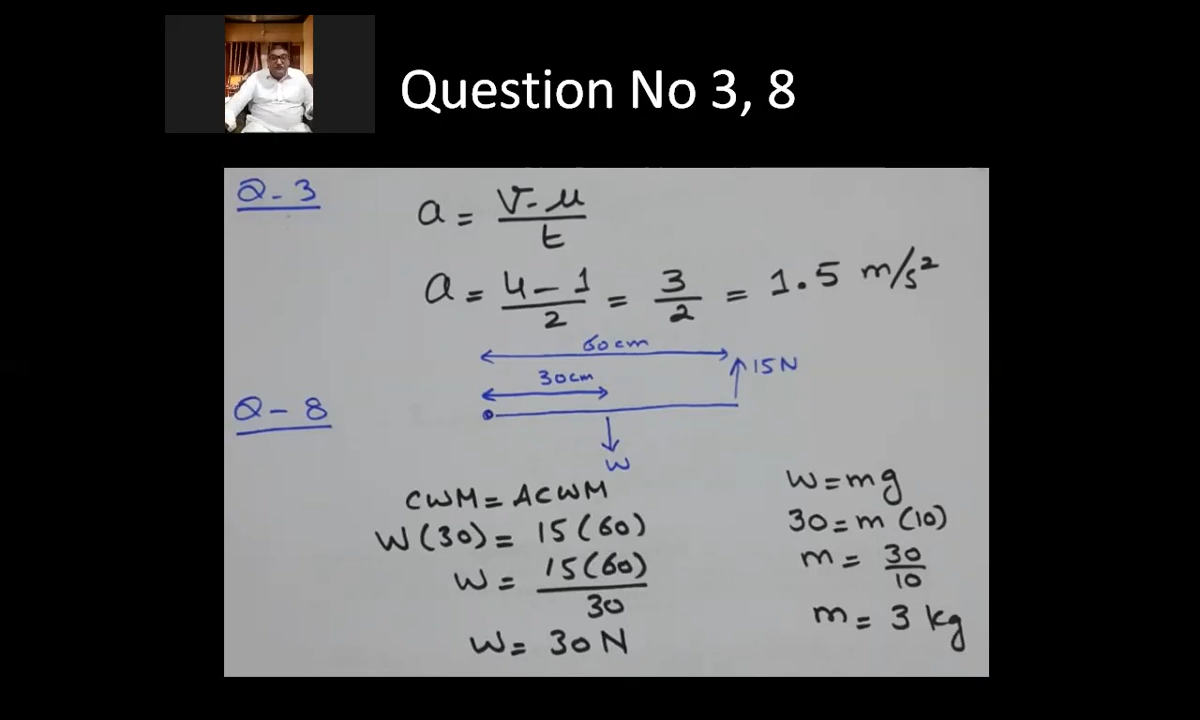 Question No 3, 8
Q-3
a = V-u/t
a = 4-1/2 = 3/2 = 1.5 m/s²
60cm
30cm
15N
Q-8
W
CWM = ACWM
W(30) = 15(60)
W = 15(60)/30
W = 30N
W = mg
30 = m(10)
m = 30/10
m = 3 kg